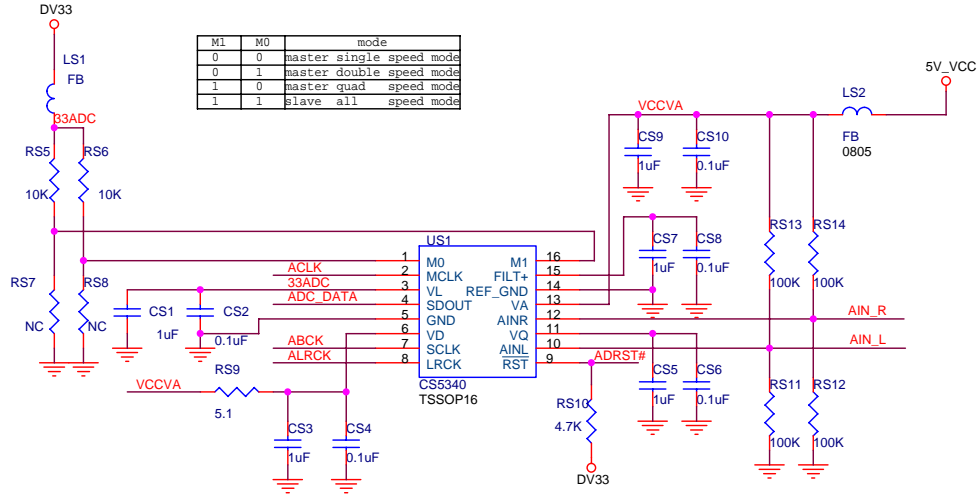 DV33
LS1
FB
33ADC
RS5
RS6
10K
10K
RS7
RS8
NC
NC
M1 M0 mode
0 0 master single speed mode
0 1 master double speed mode
1 0 master quad speed mode
1 1 slave all speed mode
5V_VCC
LS2
FB
0805
VCCVA
CS9
1uF
CS10
0.1uF
CS7
1uF
CS8
0.1uF
RS13
100K
RS14
100K
US1
1 M0
2 MCLK
3 VL
4 SDOUT
5 GND
6 VD
7 SCLK
8 LRCK
M1 16
FILT+ 15
REF_GND 14
VA 13
AINR 12
VQ 11
AINL 10
RST 9
CS5340
TSSOP16
ACLK
33ADC
ADC_DATA
ABCK
ALRCK
CS1
1uF
CS2
0.1uF
VCCVA
RS9
5.1
CS3
1uF
CS4
0.1uF
AIN_R
AIN_L
ADRST#
RS10
4.7K
DV33
CS5
1uF
CS6
0.1uF
RS11
100K
RS12
100K